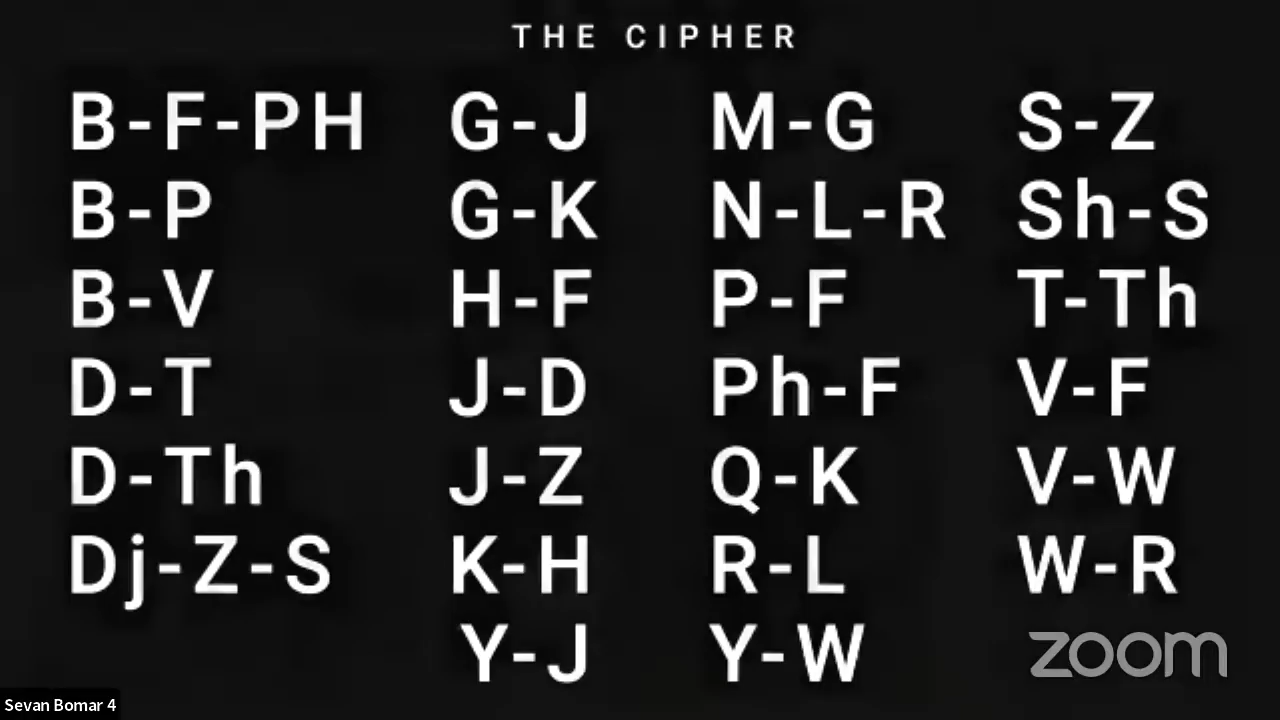 THE CIPHER
B-F-PH
B-P
B-V
D-T
D-Th
Dj-Z-S
G-J
G-K
H-F
J-D
J-Z
K-H
Y-J
M-G
N-L-R
P-F
Ph-F
Q-K
R-L
Y-W
S-Z
Sh-S
T-Th
V-F
V-W
W-R
zoom
Sevan Bomar 4